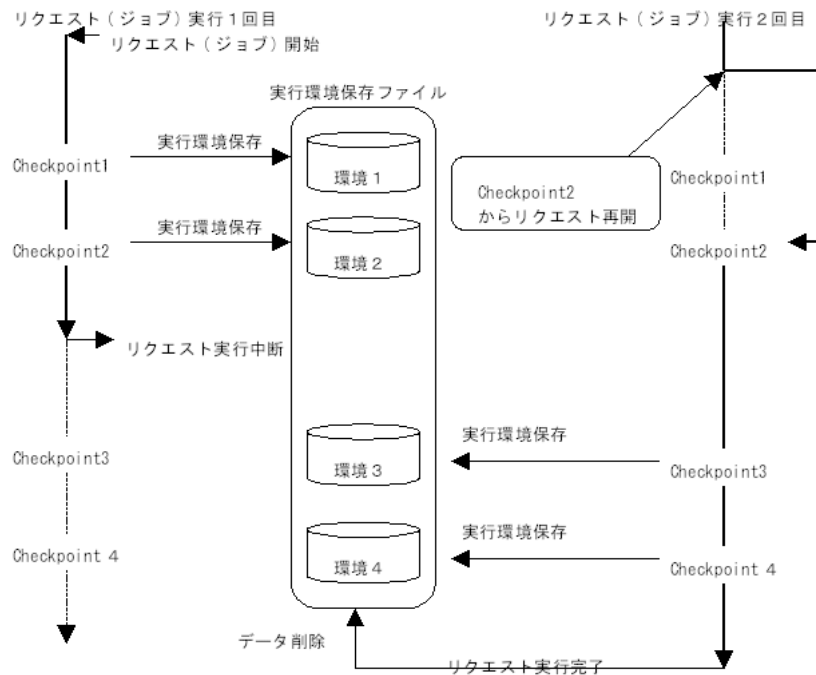 リクエスト(ジョブ)実行1回目
リクエスト(ジョブ)実行2回目
リクエスト(ジョブ)開始
実行環境保存ファイル
実行環境保存
Checkpoint1
環境1
Checkpoint2
からリクエスト再開
Checkpoint1
実行環境保存
Checkpoint2
環境2
Checkpoint2
リクエスト実行中断
実行環境保存
Checkpoint3
環境3
Checkpoint3
実行環境保存
Checkpoint 4
環境4
Checkpoint 4
データ削除
リクエスト実行完了